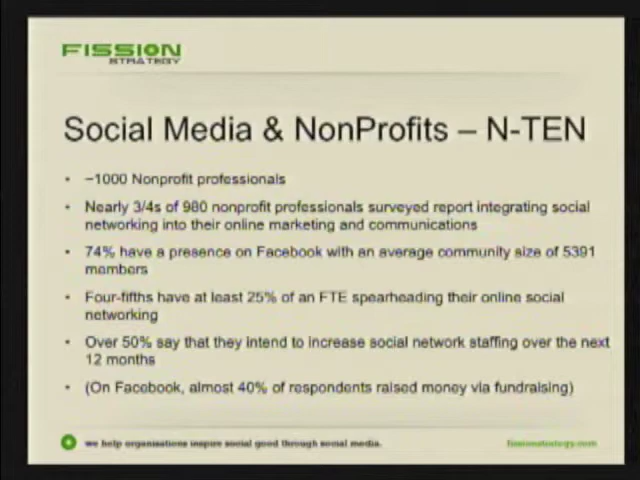 FISSION
STRATEGY
Social Media & NonProfits – N-TEN
• ~1000 Nonprofit professionals
• Nearly 3/4s of 980 nonprofit professionals surveyed report integrating social
networking into their online marketing and communications
• 74% have a presence on Facebook with an average community size of 5391
members
• Four-fifths have at least 25% of an FTE spearheading their online social
networking
• Over 50% say that they intend to increase social network staffing over the next
12 months
• (On Facebook, almost 40% of respondents raised money via fundraising)
we help organisations inspire social good through social media.
fissionstrategy.com